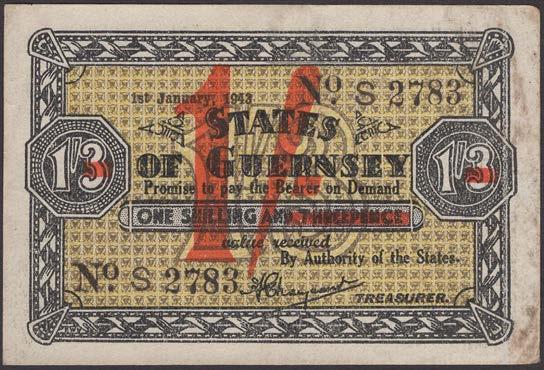 1st January, 1943
No S 2783
1/
STATES
OF GUERNSEY
1/3
1/3
Promise to pay the Bearer on Demand
ONE SHILLING AND THREEPENCE
value received
By Authority of the States.
No S 2783
TREASURER.